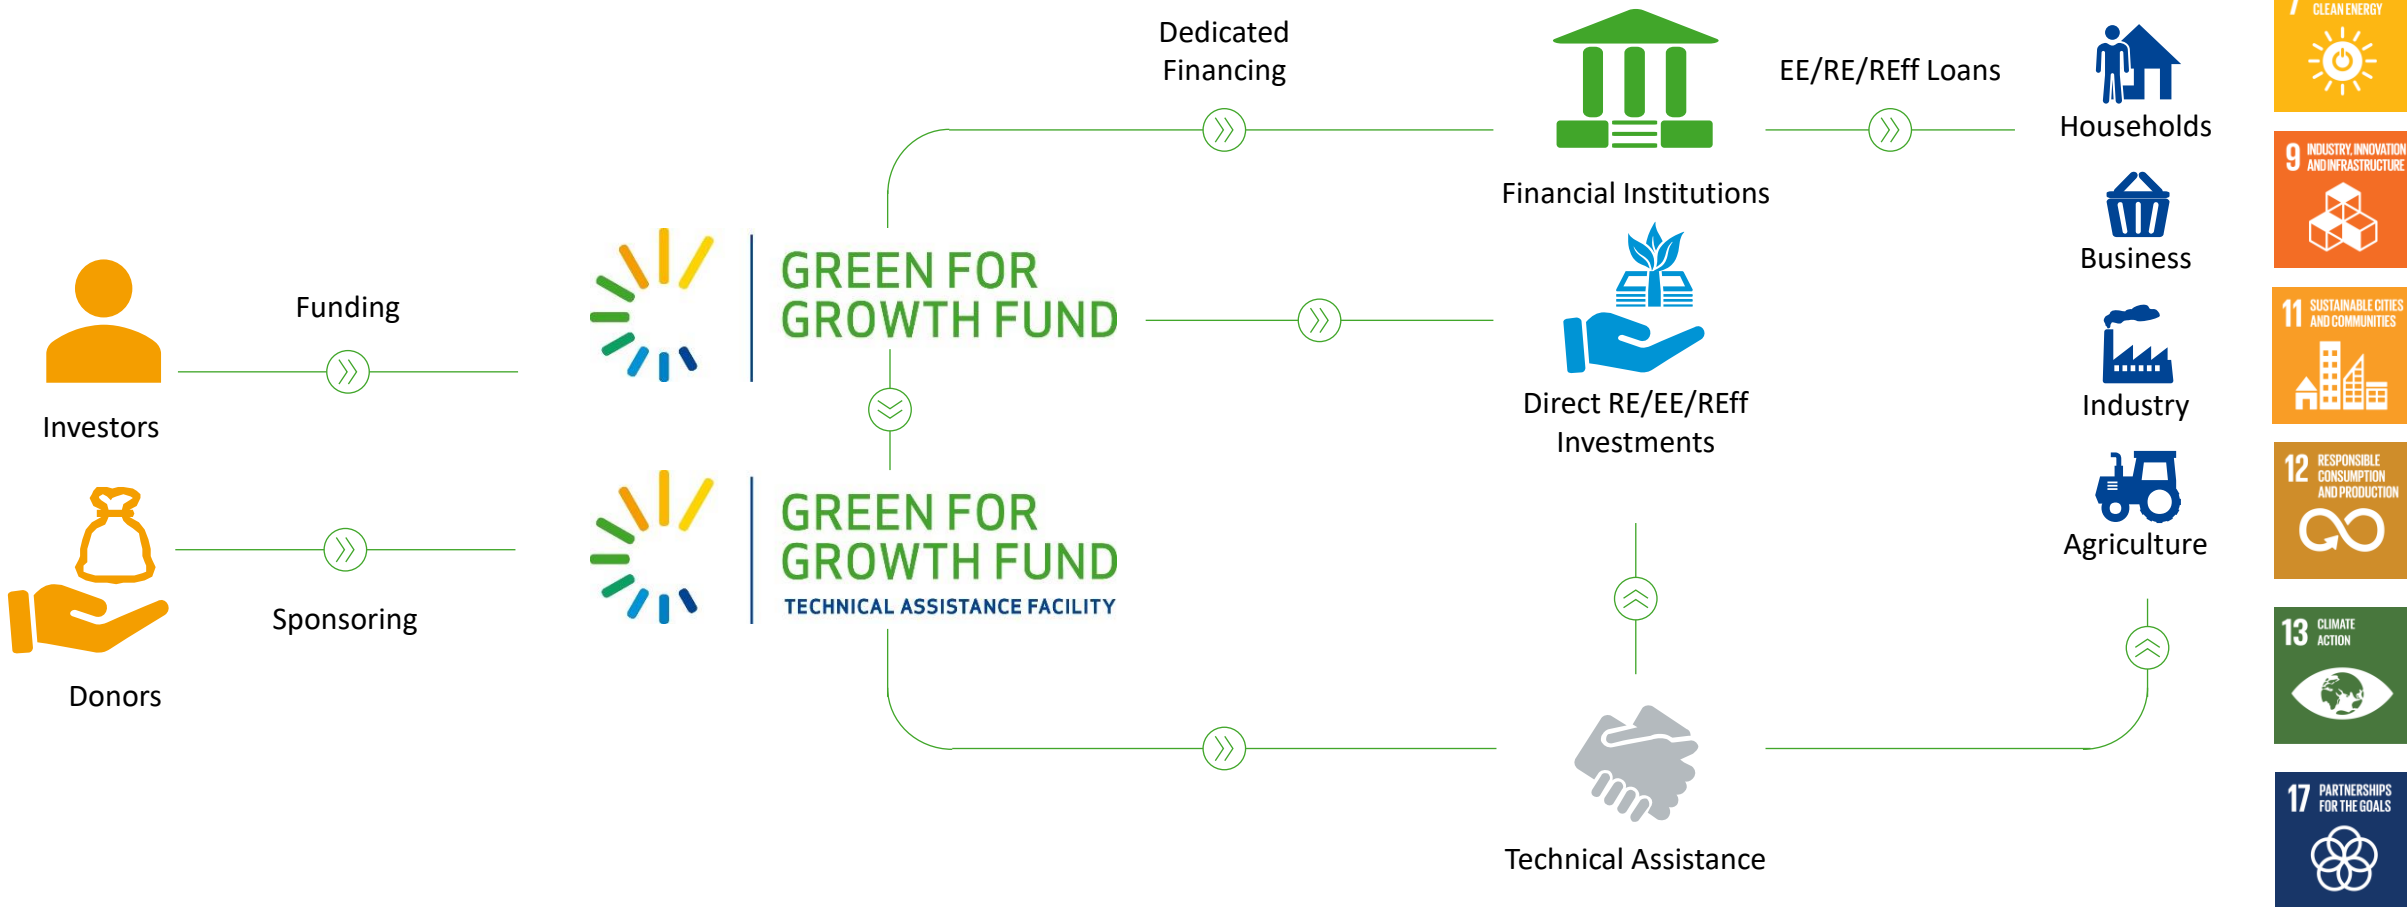 Dedicated
Financing
EE/RE/REff Loans
Households
Financial Institutions
Business
Funding
GREEN FOR
GROWTH FUND
Investors
Direct RE/EE/REff
Investments
Industry
Sponsoring
GREEN FOR
GROWTH FUND
TECHNICAL ASSISTANCE FACILITY
Agriculture
Donors
Technical Assistance
7
CLEAN ENERGY
9 INDUSTRY, INNOVATION
AND INFRASTRUCTURE
11 SUSTAINABLE CITIES
AND COMMUNITIES
12 RESPONSIBLE
CONSUMPTION
AND PRODUCTION
13 CLIMATE
ACTION
17 PARTNERSHIPS
FOR THE GOALS